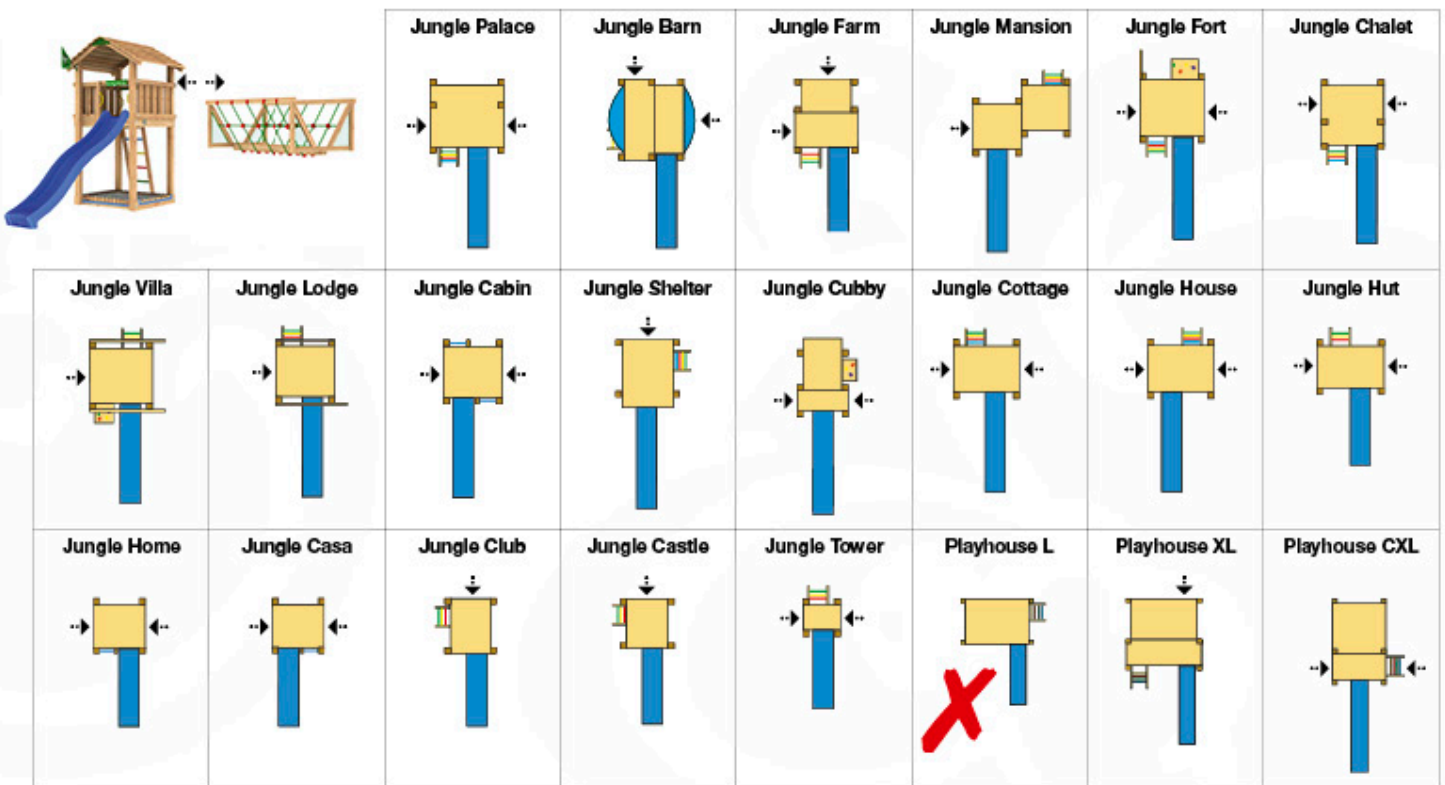 Jungle Palace
Jungle Barn
Jungle Farm
Jungle Mansion
Jungle Fort
Jungle Chalet
Jungle Villa
Jungle Lodge
Jungle Cabin
Jungle Shelter
Jungle Cubby
Jungle Cottage
Jungle House
Jungle Hut
Jungle Home
Jungle Casa
Jungle Club
Jungle Castle
Jungle Tower
Playhouse L
Playhouse XL
Playhouse CXL